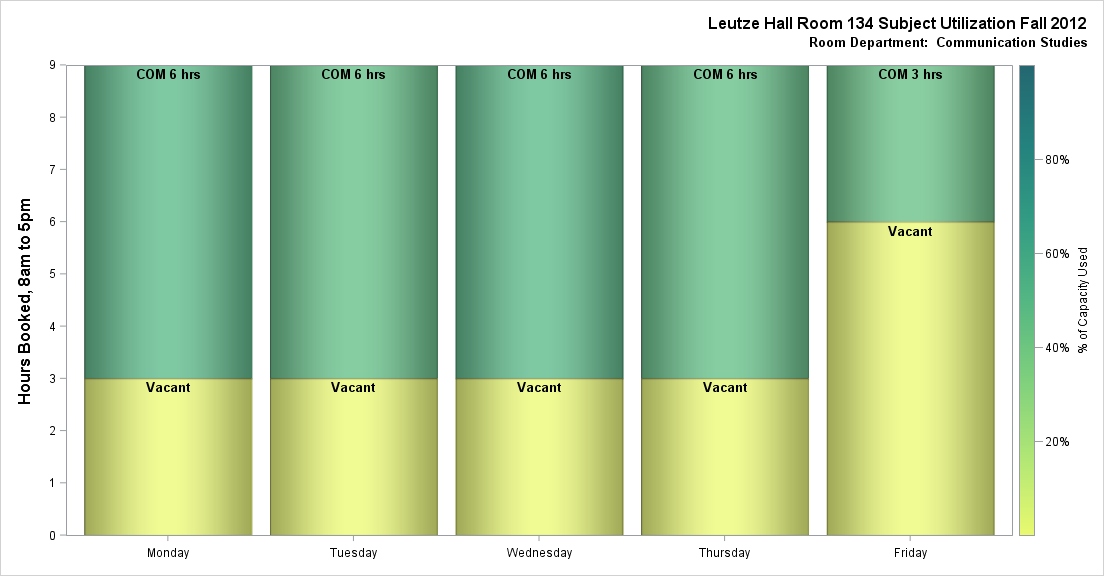 Leutze Hall Room 134 Subject Utilization Fall 2012
Room Department:  Communication Studies
Hours Booked, 8am to 5pm
9
8
7
6
5
4
3
2
1
0
COM 6 hrs
COM 6 hrs
COM 6 hrs
COM 6 hrs
COM 3 hrs
Vacant
Vacant
Vacant
Vacant
Vacant
Monday
Tuesday
Wednesday
Thursday
Friday
80%
60%
40%
20%
% of Capacity Used